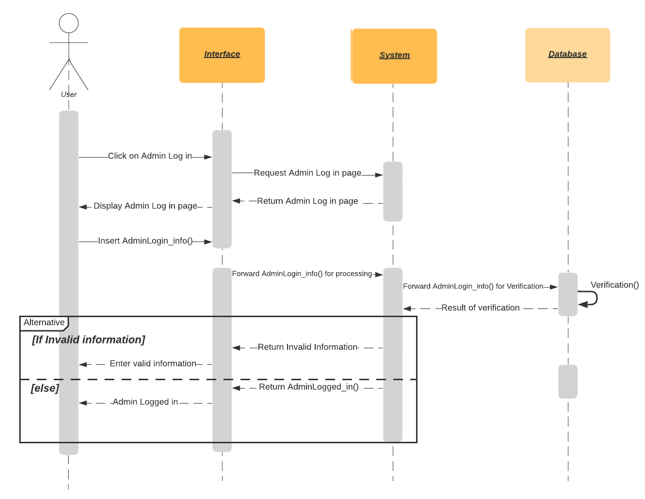 Interface
System
Database
User
Click on Admin Log in
Request Admin Log in page
Return Admin Log in page
Display Admin Log in page
Insert AdminLogin_info()
Forward AdminLogin_info() for processing
Forward AdminLogin_info() for Verification
Verification()
Result of verification
Alternative
[If Invalid information]
Return Invalid Information
Enter valid information
[else]
Return AdminLogged_in()
Admin Logged in